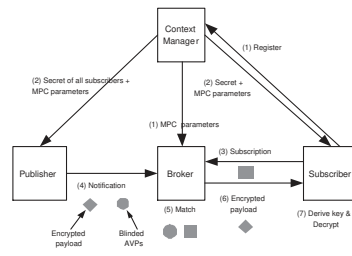 Context
Manager
(1) Register
(2) Secret of all subscribers +
MPC parameters
(2) Secret +
MPC parameters
(1) MPC parameters
(3) Subscription
Publisher
Broker
Subscriber
(4) Notification
(6) Encrypted
payload
(5) Match
(7) Derive key &
Decrypt
Encrypted
payload
Blinded
AVPs